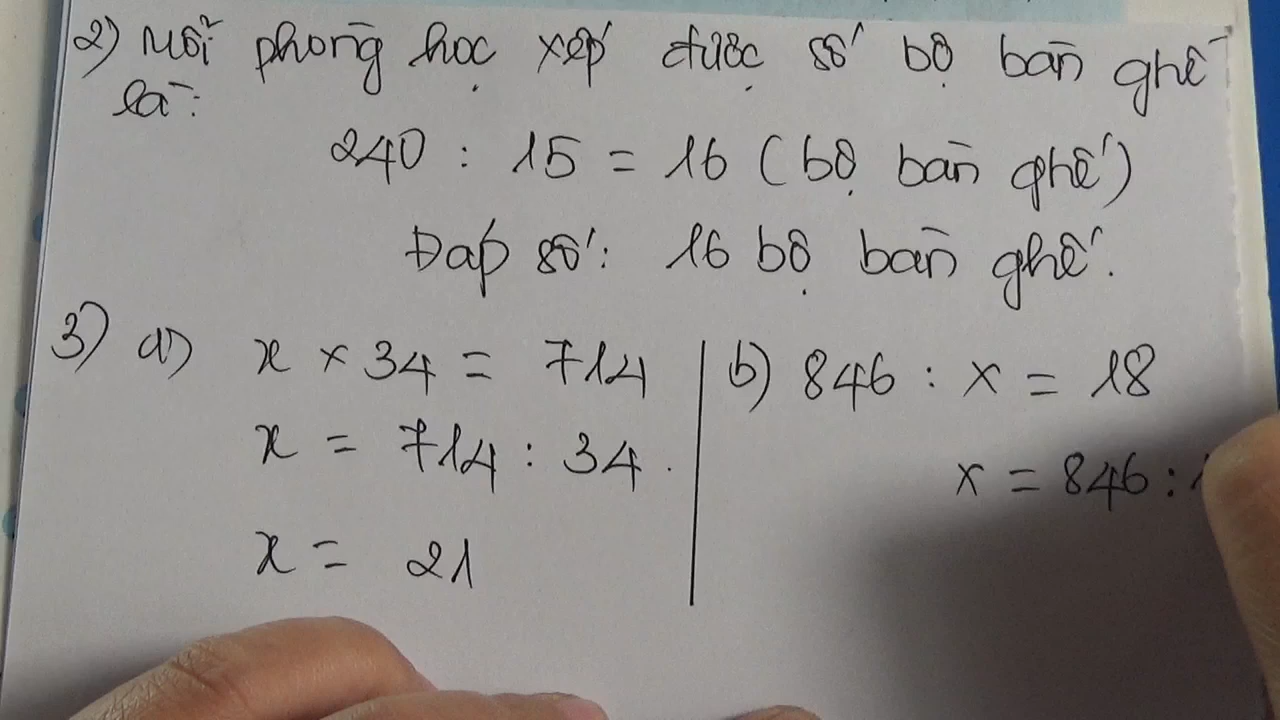 2) Mỗi phòng học xếp được số bộ bàn ghế
là:
240 : 15 = 16 (bộ bàn ghế)
Đáp số: 16 bộ bàn ghế.
3) a) x × 34 = 714
x = 714 : 34
x = 21
b) 846 : x = 18
x = 846 :